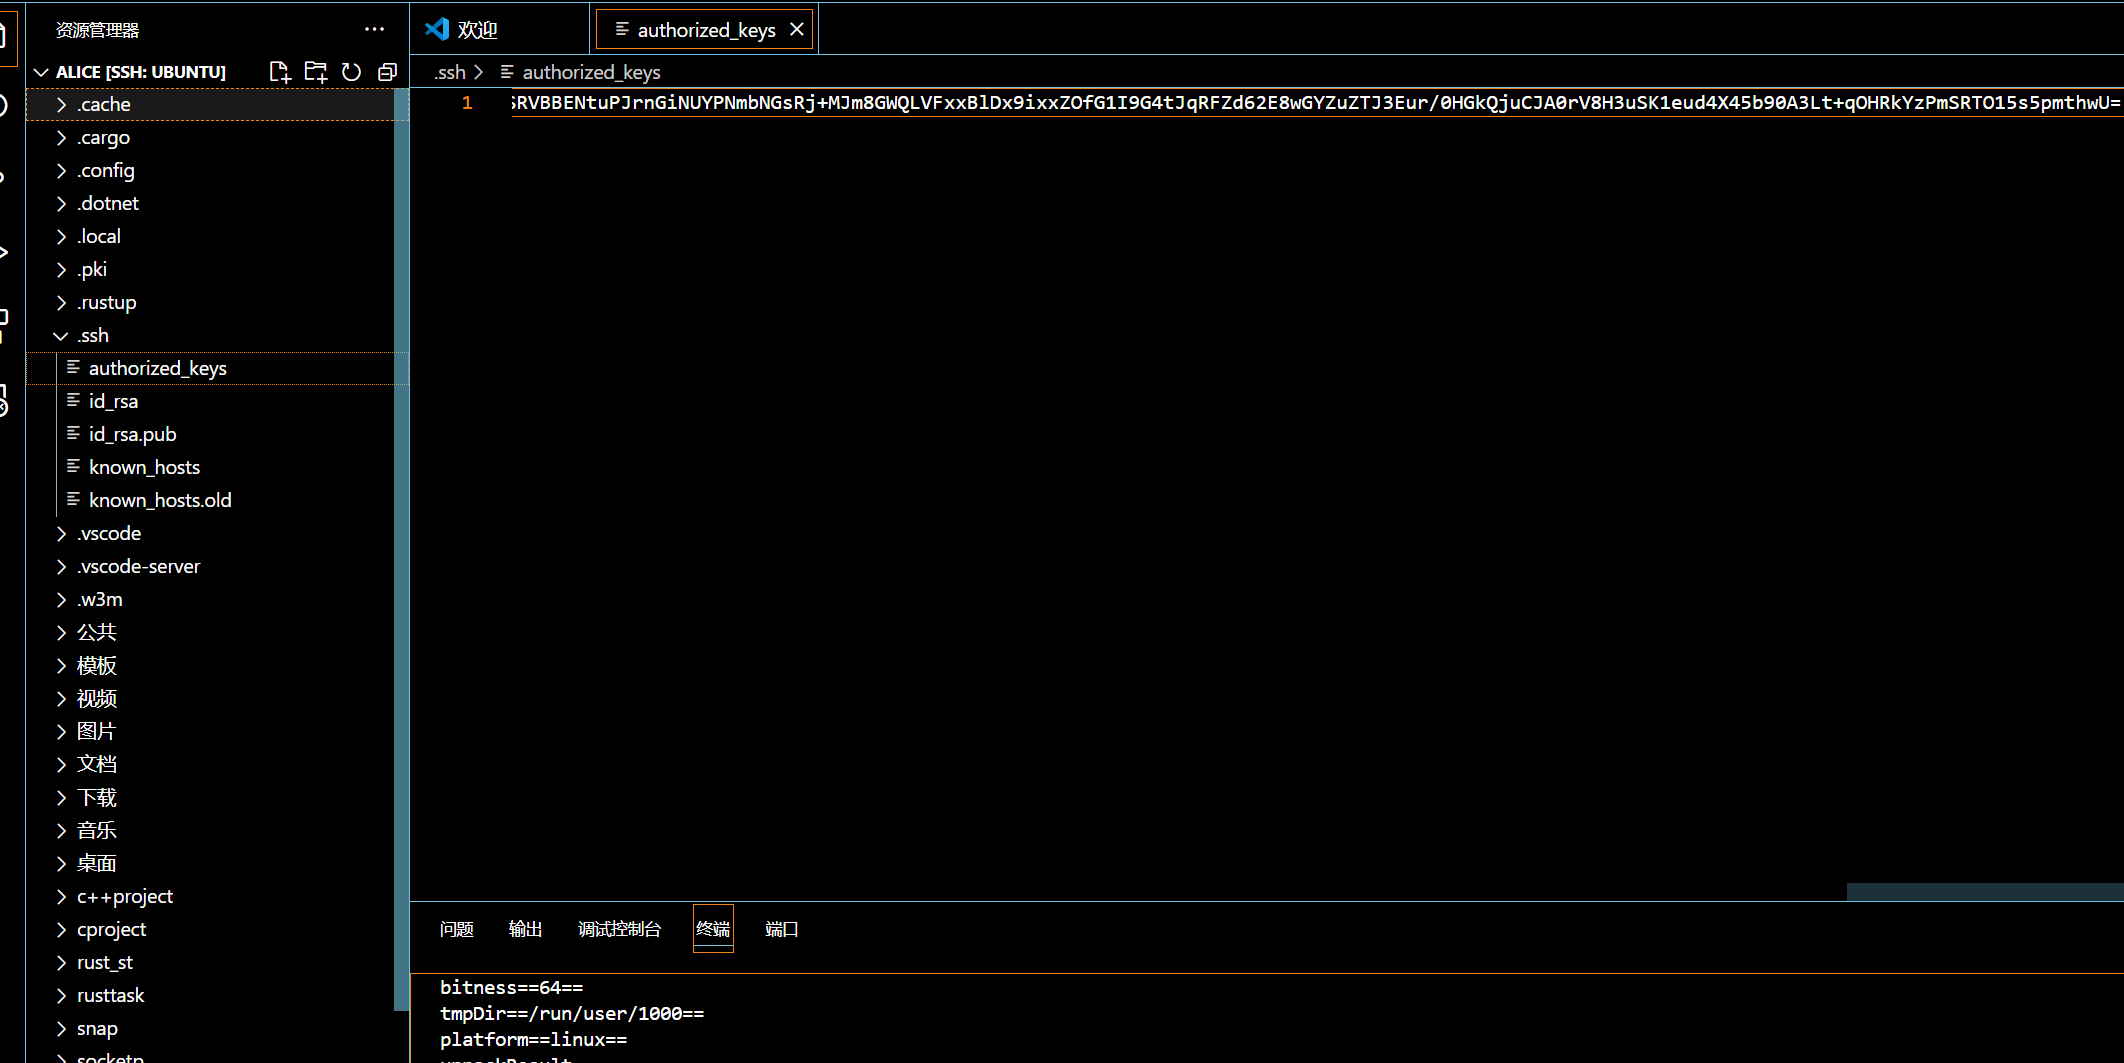 资源管理器
ALICE [SSH: UBUNTU]
.cache
.cargo
.config
.dotnet
.local
.pki
.rustup
.ssh
authorized_keys
id_rsa
id_rsa.pub
known_hosts
known_hosts.old
.vscode
.vscode-server
.w3m
公共
模板
视频
图片
文档
下载
音乐
桌面
c++project
cproject
rust_st
rusttask
snap
欢迎
authorized_keys
.ssh > authorized_keys
1 SRVBBENtuPJrnGiNUYPNmbNGsRj+MJm8GWQLVFxxBlDx9ixxZOfG1I9G4tJqRFZd62E8wGYZuZTJ3Eur/0HGkQjuCJA0rV8H3uSK1eud4X45b90A3Lt+qOHRkYzPmSRTO15s5pmthwU=
问题 输出 调试控制台 终端 端口
bitness==64==
tmpDir==/run/user/1000==
platform==linux==